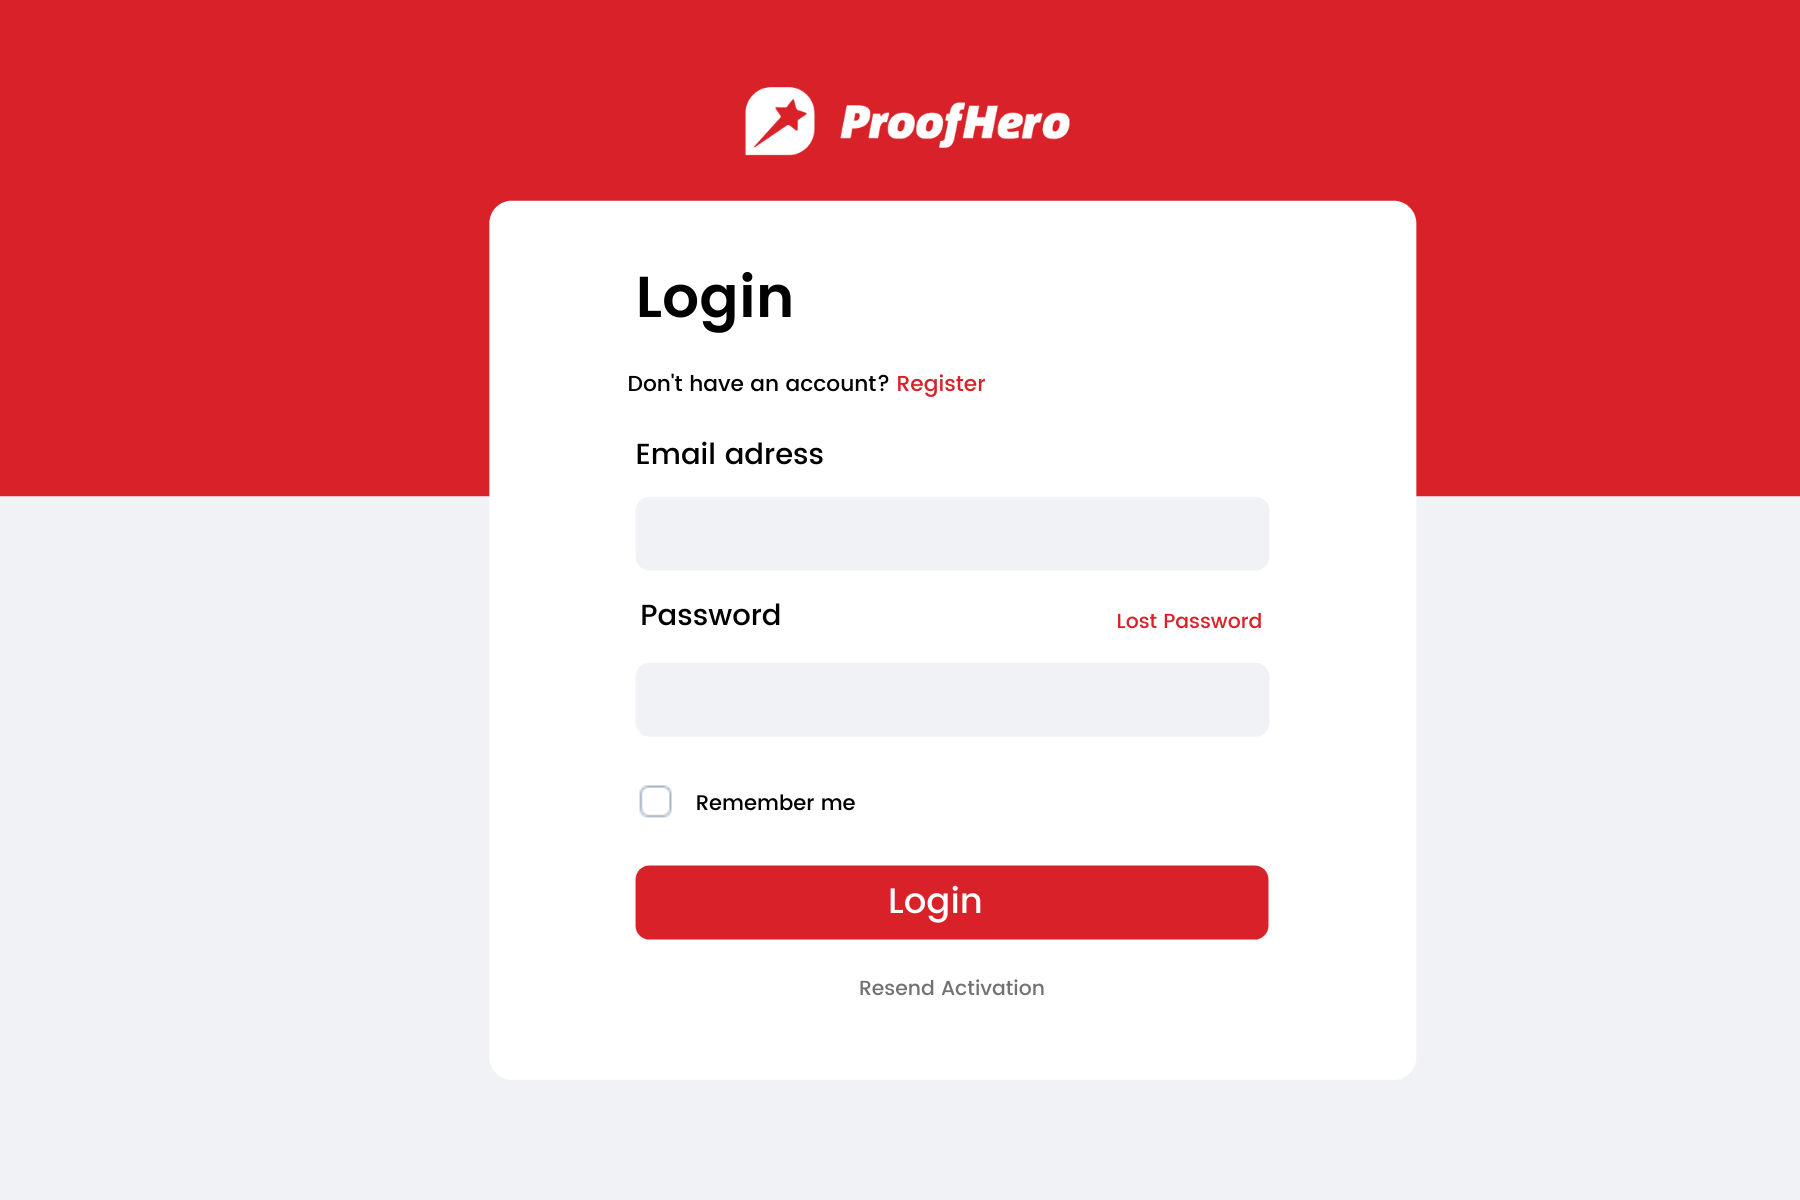 ProofHero
Login
Don't have an account? Register
Email adress
Password
Lost Password
Remember me
Login
Resend Activation